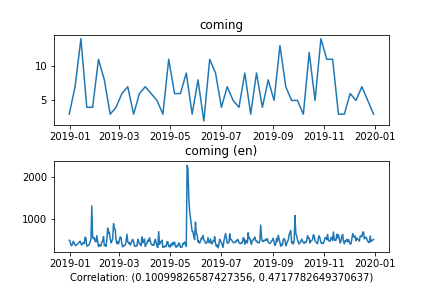 coming
10
5
2019-01 2019-03 2019-05 2019-07 2019-09 2019-11 2020-01
coming (en)
2000
1000
2019-01 2019-03 2019-05 2019-07 2019-09 2019-11 2020-01
Correlation: (0.10099826587427356, 0.4717782649370637)